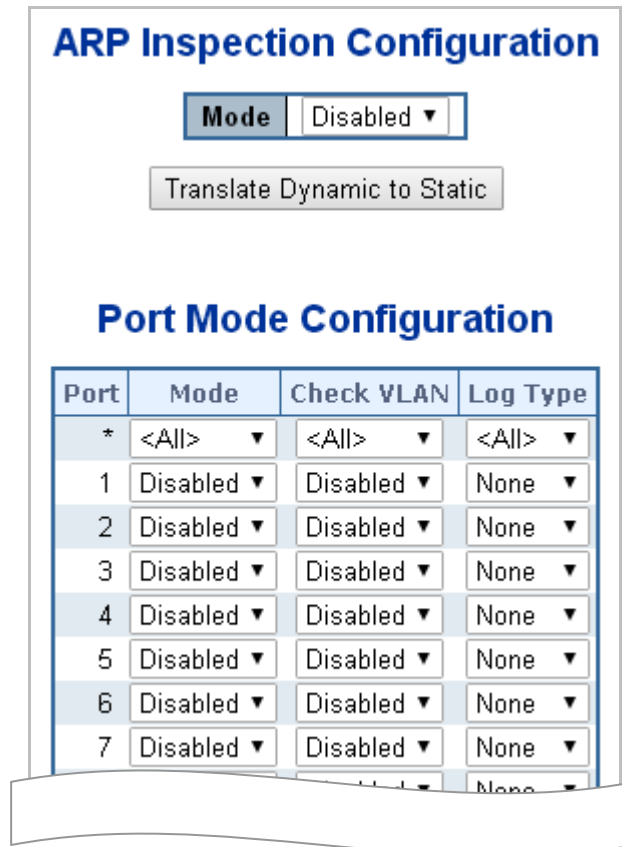 ARP Inspection Configuration
Mode Disabled
Translate Dynamic to Static
Port Mode Configuration
Port Mode Check VLAN Log Type
* <All> <All> <All>
1 Disabled Disabled None
2 Disabled Disabled None
3 Disabled Disabled None
4 Disabled Disabled None
5 Disabled Disabled None
6 Disabled Disabled None
7 Disabled Disabled None